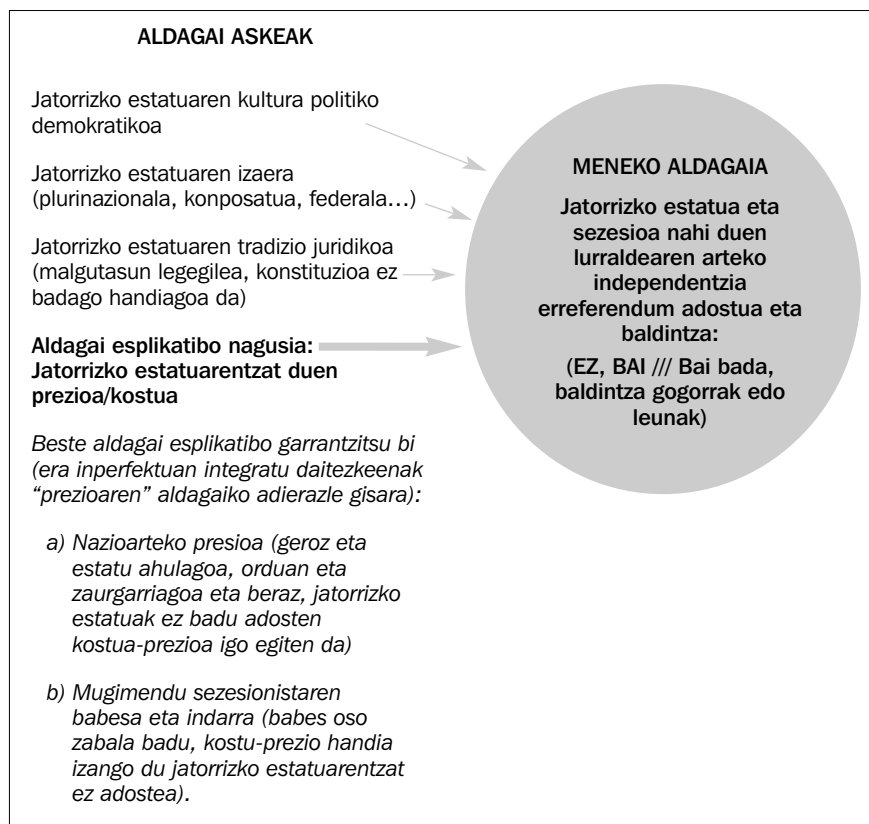 ALDAGAI ASKEAK
Jatorrizko estatuaren kultura politiko
demokratikoa
Jatorrizko estatuaren izaera
(plurinazionala, konposatua, federala…)
Jatorrizko estatuaren tradizio juridikoa
(malgutasun legegilea, konstituzioa ez
badago handiagoa da)
Aldagai esplikatibo nagusia:
Jatorrizko estatuarentzat duen
prezioa/kostua
Beste aldagai esplikatibo garrantzitsu bi
(era inperfektuan integratu daitezkeenak
“prezioaren” aldagaiko adierazle gisara):
a) Nazioarteko presioa (geroz eta
estatu ahulagoa, orduan eta
zaurgarriagoa eta beraz, jatorrizko
estatuak ez badu adosten
kostua-prezioa igo egiten da)
b) Mugimendu sezesionistaren
babesa eta indarra (babes oso
zabala badu, kostu-prezio handia
izango du jatorrizko estatuarentzat
ez adostea).
MENEKO ALDAGAIA
Jatorrizko estatua eta
sezesioa nahi duen
lurraldearen arteko
independentzia
erreferendum adostua eta
baldintza:
(EZ, BAI /// Bai bada,
baldintza gogorrak edo
leunak)